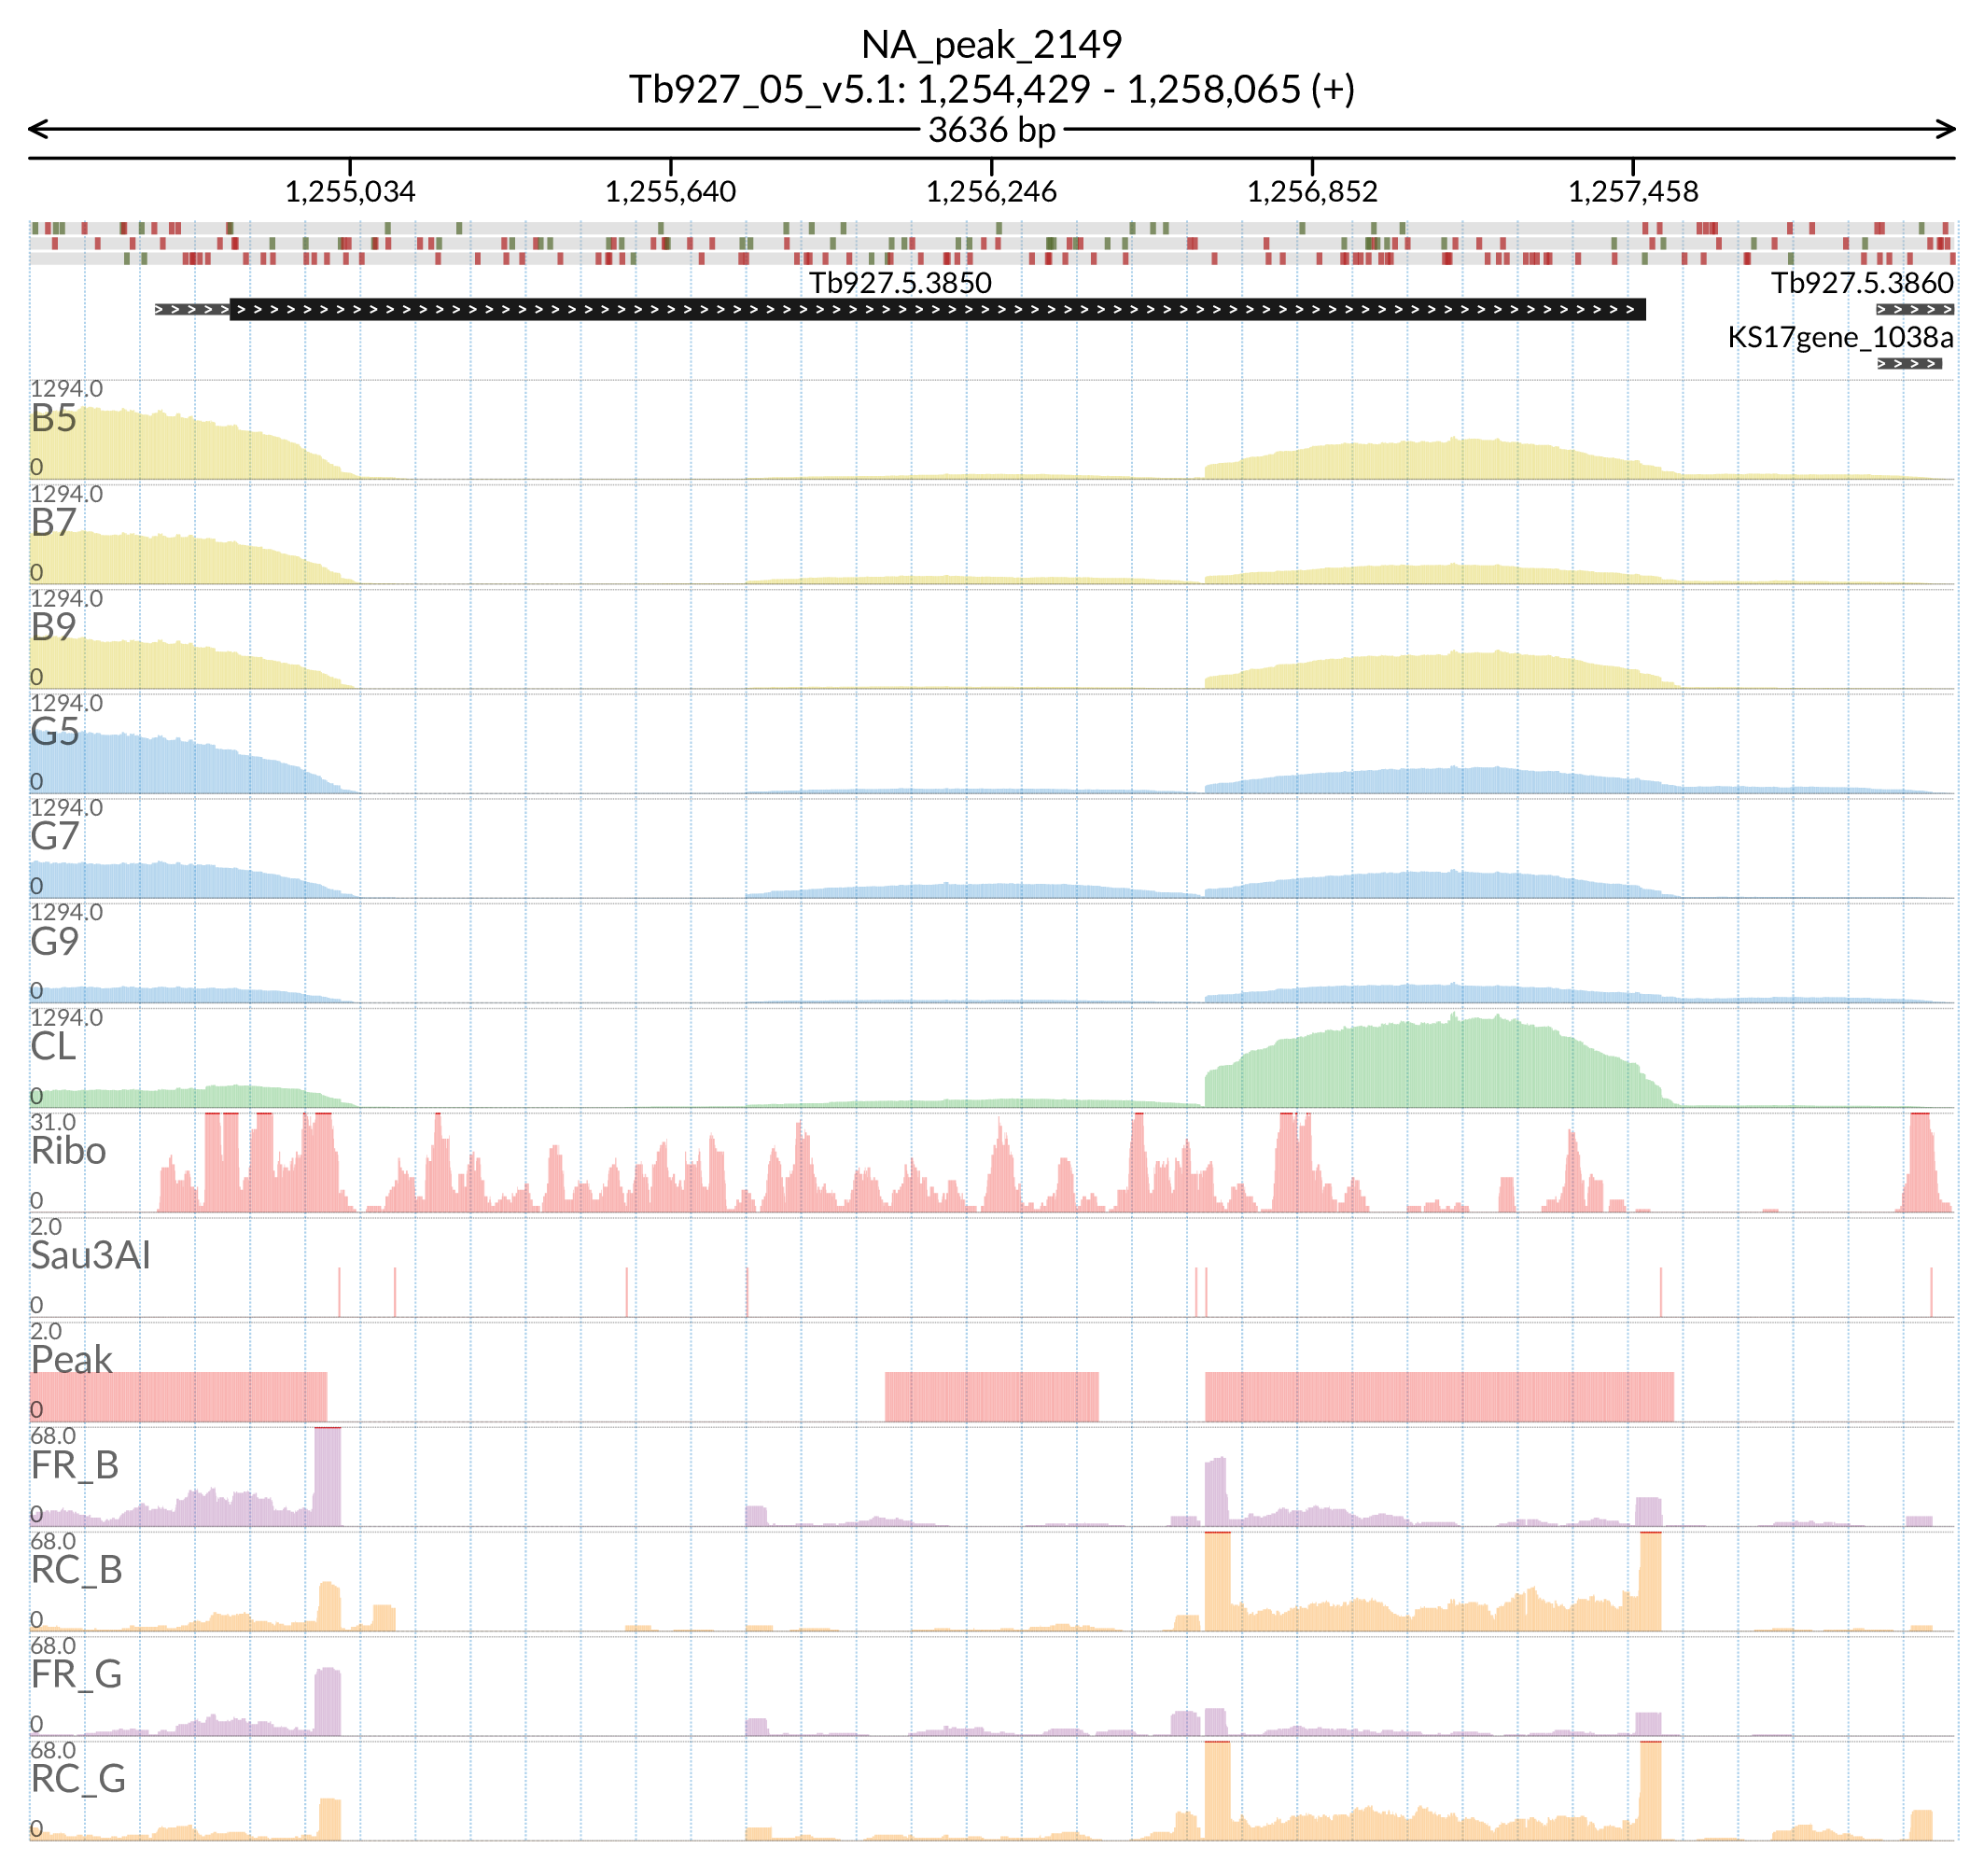 NA_peak_2149
Tb927_05_v5.1: 1,254,429 - 1,258,065 (+)
3636 bp
1,255,034 1,255,640 1,256,246 1,256,852 1,257,458
Tb927.5.3850 Tb927.5.3860
KS17gene_1038a
1294.0
B5
0
1294.0
B7
0
1294.0
B9
0
1294.0
G5
0
1294.0
G7
0
1294.0
G9
0
1294.0
CL
0
31.0
Ribo
0
2.0
Sau3AI
0
2.0
Peak
0
68.0
FR_B
0
68.0
RC_B
0
68.0
FR_G
0
68.0
RC_G
0